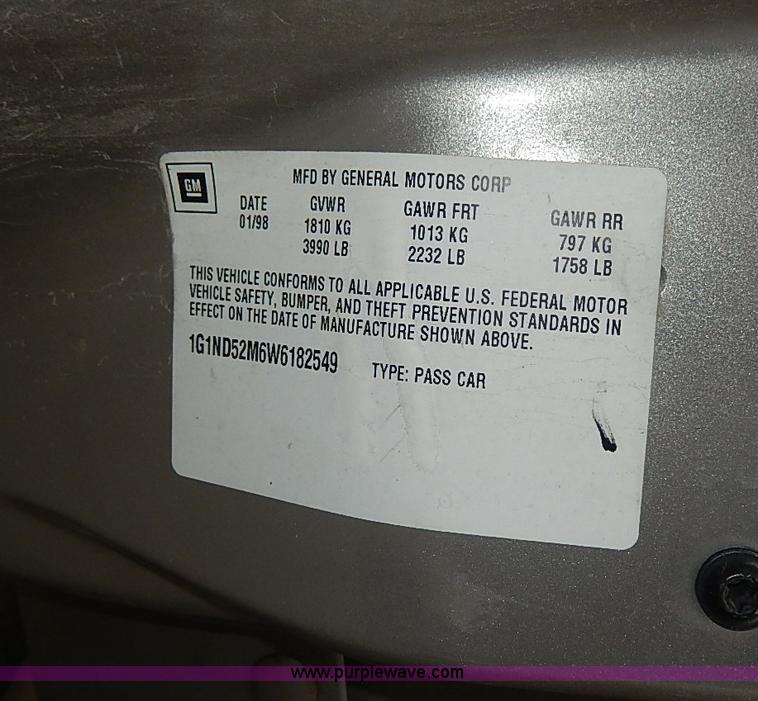 GM
MFD BY GENERAL MOTORS CORP
DATE GVWR GAWR FRT GAWR RR
01/98 1810 KG 1013 KG 797 KG
3990 LB 2232 LB 1758 LB
THIS VEHICLE CONFORMS TO ALL APPLICABLE U.S. FEDERAL MOTOR
VEHICLE SAFETY, BUMPER, AND THEFT PREVENTION STANDARDS IN
EFFECT ON THE DATE OF MANUFACTURE SHOWN ABOVE.
1G1ND52M6W6182549 TYPE: PASS CAR
www.purplewave.com